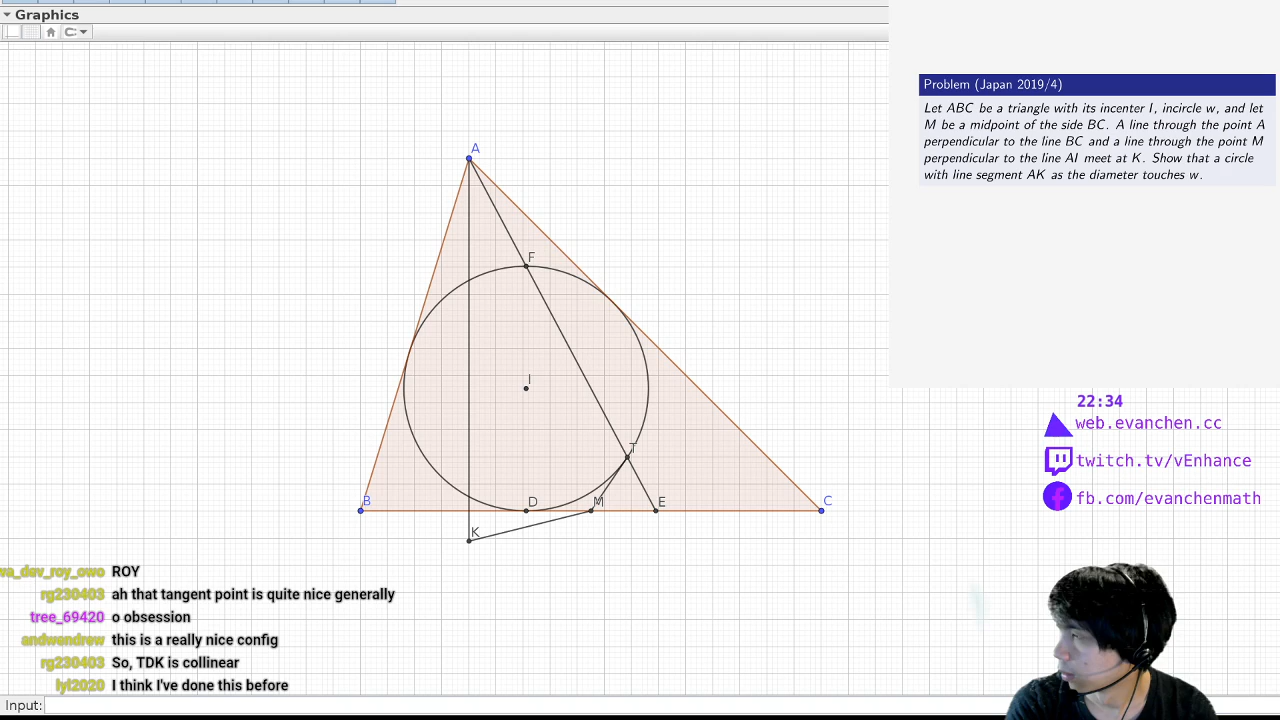 Graphics
Problem (Japan 2019/4)
Let ABC be a triangle with its incenter I, incircle w, and let
M be a midpoint of the side BC. A line through the point A
perpendicular to the line BC and a line through the point M
perpendicular to the line AI meet at K. Show that a circle
with line segment AK as the diameter touches w.
A
F
I
T
B
D
M
E
C
K
22:34
web.evanchen.cc
twitch.tv/vEnhance
fb.com/evanchenmath
wa_dev_roy_owo ROY
rg230403 ah that tangent point is quite nice generally
tree_69420 o obsession
andwendrew this is a really nice config
rg230403 So, TDK is collinear
lyl2020 I think I've done this before
Input: